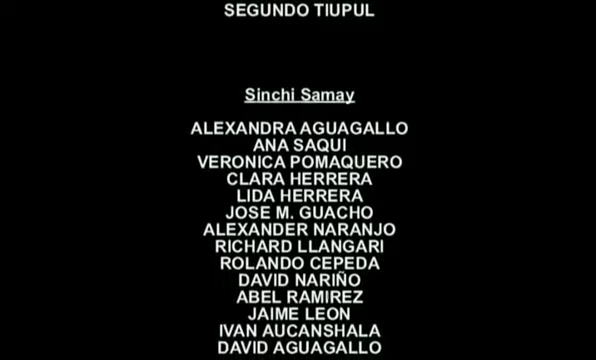 SEGUNDO TIUPUL
Sinchi Samay
ALEXANDRA AGUAGALLO
ANA SAQUI
VERONICA POMAQUERO
CLARA HERRERA
LIDA HERRERA
JOSE M. GUACHO
ALEXANDER NARANJO
RICHARD LLANGARI
ROLANDO CEPEDA
DAVID NARIÑO
ABEL RAMIREZ
JAIME LEON
IVAN AUCANSHALA
DAVID AGUAGALLO